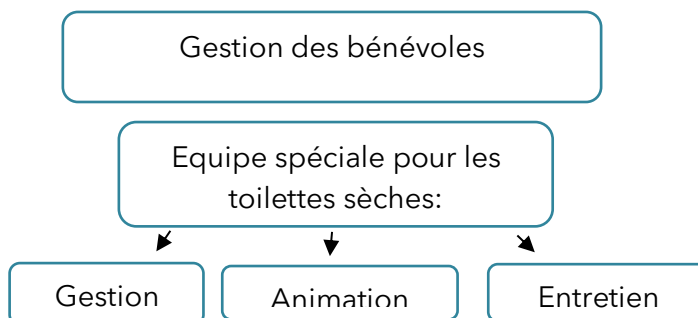 Gestion des bénévoles
Equipe spéciale pour les
toilettes sèches:
Gestion
Animation
Entretien